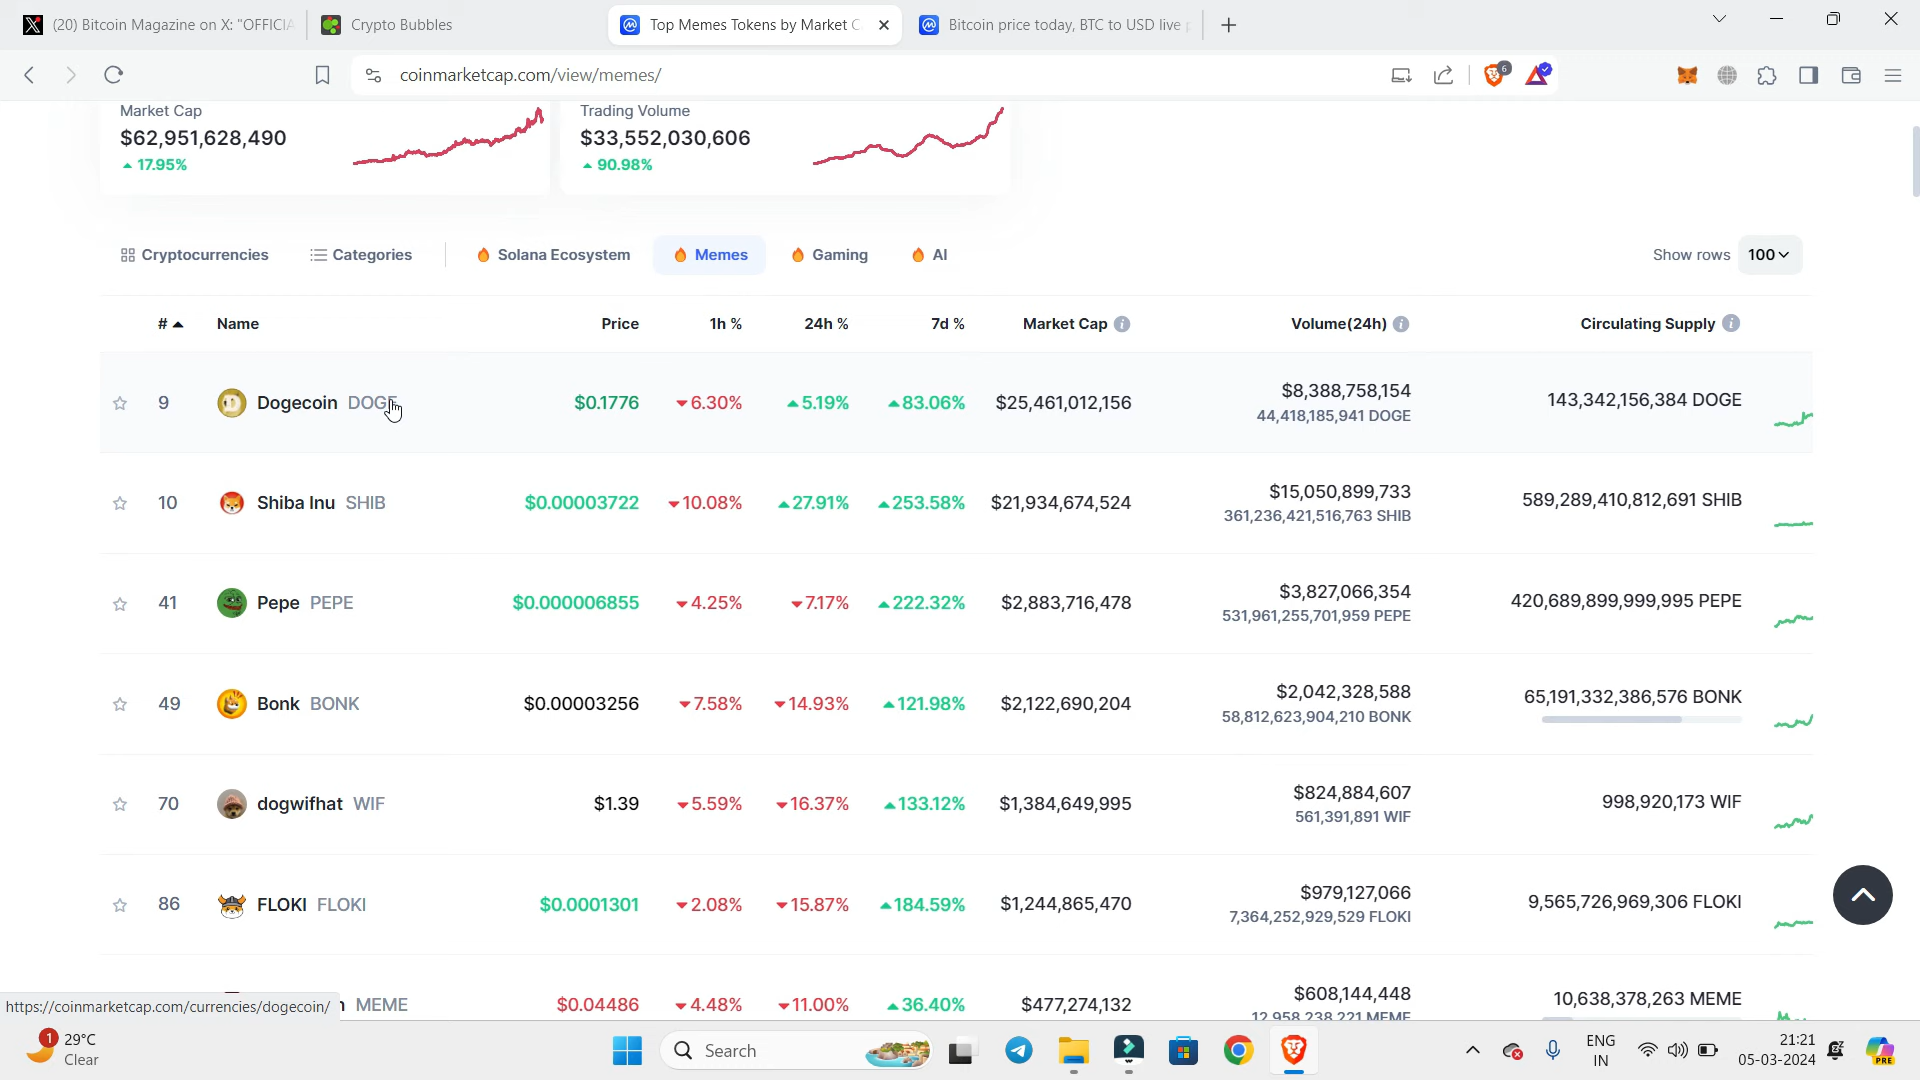 (20) Bitcoin Magazine on X: "OFFICIA
Crypto Bubbles
Top Memes Tokens by Market C
Bitcoin price today, BTC to USD live p
coinmarketcap.com/view/memes/
6
Market Cap
$62,951,628,490
17.95%
Trading Volume
$33,552,030,606
90.98%
Cryptocurrencies
Categories
Solana Ecosystem
Memes
Gaming
AI
Show rows 100
# Name Price 1h % 24h % 7d % Market Cap Volume(24h) Circulating Supply
9 Dogecoin DOGE $0.1776 6.30% 5.19% 83.06% $25,461,012,156 $8,388,758,154 143,342,156,384 DOGE
44,418,185,941 DOGE
10 Shiba Inu SHIB $0.00003722 10.08% 27.91% 253.58% $21,934,674,524 $15,050,899,733 589,289,410,812,691 SHIB
361,236,421,516,763 SHIB
41 Pepe PEPE $0.000006855 4.25% 7.17% 222.32% $2,883,716,478 $3,827,066,354 420,689,899,999,995 PEPE
531,961,255,701,959 PEPE
49 Bonk BONK $0.00003256 7.58% 14.93% 121.98% $2,122,690,204 $2,042,328,588 65,191,332,386,576 BONK
58,812,623,904,210 BONK
70 dogwifhat WIF $1.39 5.59% 16.37% 133.12% $1,384,649,995 $824,884,607 998,920,173 WIF
561,391,891 WIF
86 FLOKI FLOKI $0.0001301 2.08% 15.87% 184.59% $1,244,865,470 $979,127,066 9,565,726,969,306 FLOKI
7,364,252,929,529 FLOKI
MEME $0.04486 4.48% 11.00% 36.40% $477,274,132 $608,144,448 10,638,378,263 MEME
12,958,238,221 MEME
https://coinmarketcap.com/currencies/dogecoin/
1
29°C
Clear
Search
ENG
IN
21:21
05-03-2024
PRE